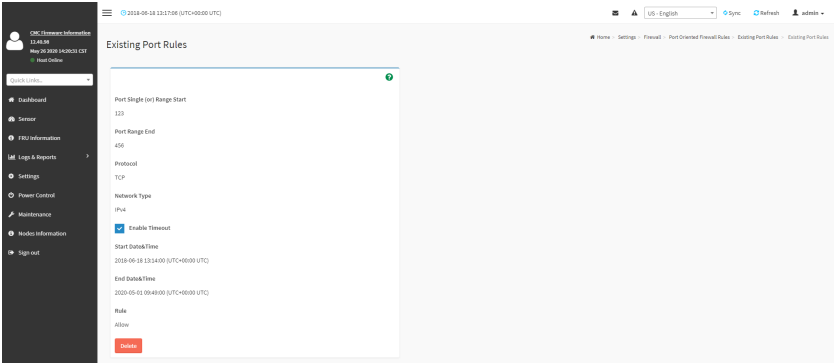 2018-06-18 13:17:06 (UTC+00:00 UTC)
US - English
Sync
Refresh
admin
CMC Firmware Information
May 26 2020 14:20:31 CST
Host Online
Quick Links...
Dashboard
Sensor
FRU Information
Logs & Reports
Settings
Power Control
Maintenance
Nodes Information
Sign out
Existing Port Rules
Home > Settings > Firewall > Port Oriented Firewall Rules > Existing Port Rules > Existing Port Rules
Port Single (or) Range Start
123
Port Range End
456
Protocol
TCP
Network Type
IPv4
Enable Timeout
Start Date&Time
2018-06-18 13:14:00 (UTC+00:00 UTC)
End Date&Time
2020-05-01 09:49:00 (UTC+00:00 UTC)
Rule
Allow
Delete